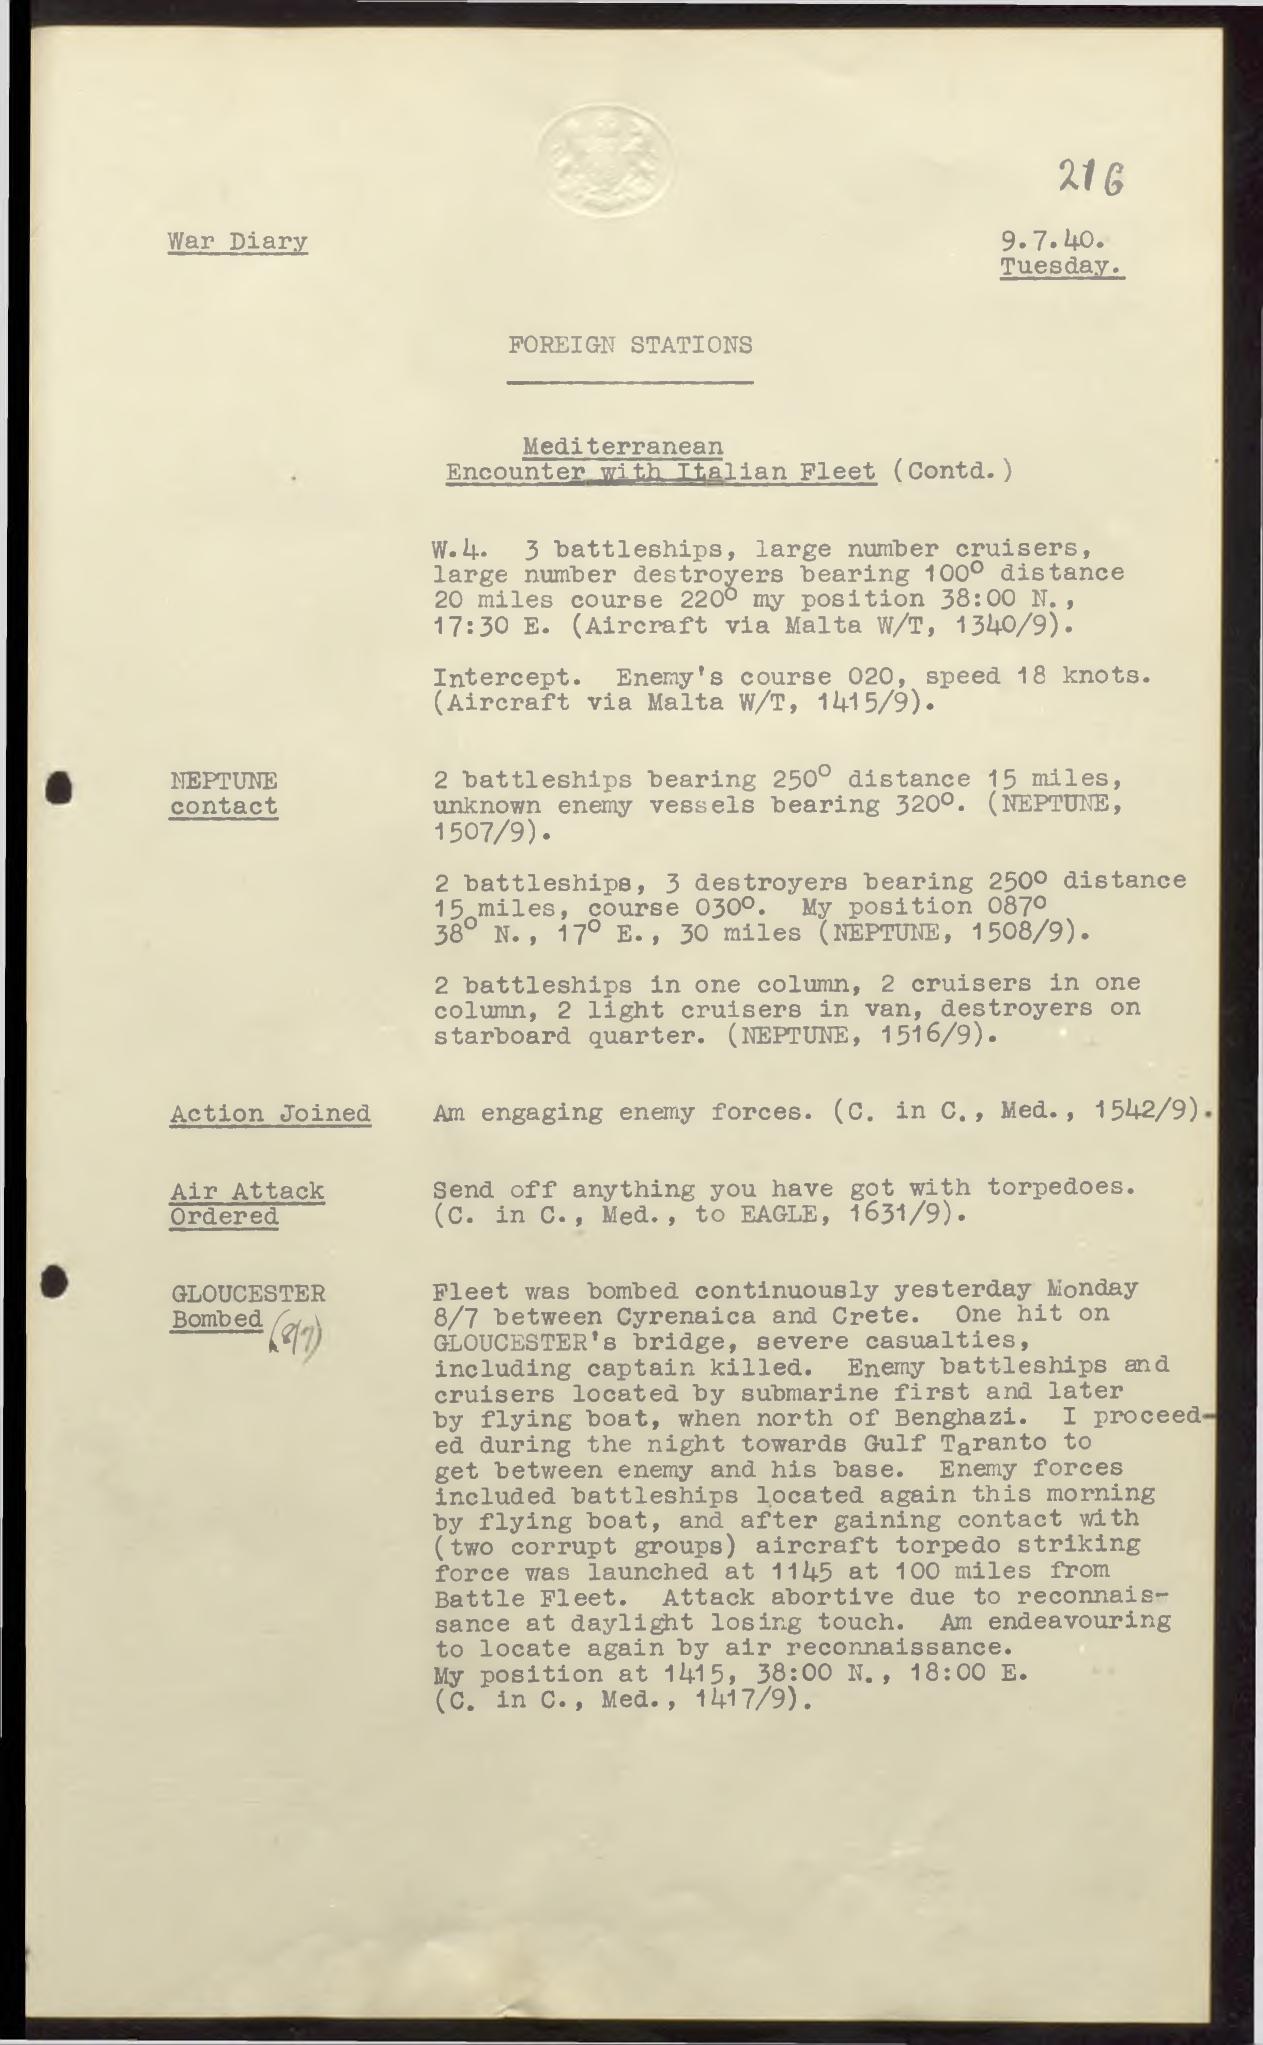 216
War Diary
9.7.40.
Tuesday.
FOREIGN STATIONS
Mediterranean
Encounter with Italian Fleet (Contd.)
W.4. 3 battleships, large number cruisers,
large number destroyers bearing 100° distance
20 miles course 220° my position 38:00 N.,
17:30 E. (Aircraft via Malta W/T, 1340/9).
Intercept. Enemy's course 020, speed 18 knots.
(Aircraft via Malta W/T, 1415/9).
NEPTUNE
contact
2 battleships bearing 250° distance 15 miles,
unknown enemy vessels bearing 320°. (NEPTUNE,
1507/9).
2 battleships, 3 destroyers bearing 250° distance
15 miles, course 030°. My position 087°
38° N., 17° E., 30 miles (NEPTUNE, 1508/9).
2 battleships in one column, 2 cruisers in one
column, 2 light cruisers in van, destroyers on
starboard quarter. (NEPTUNE, 1516/9).
Action Joined
Am engaging enemy forces. (C. in C., Med., 1542/9).
Air Attack
Ordered
Send off anything you have got with torpedoes.
(C. in C., Med., to EAGLE, 1631/9).
GLOUCESTER
Bombed (8/7)
Fleet was bombed continuously yesterday Monday
8/7 between Cyrenaica and Crete. One hit on
GLOUCESTER's bridge, severe casualties,
including captain killed. Enemy battleships and
cruisers located by submarine first and later
by flying boat, when north of Benghazi. I proceed-
ed during the night towards Gulf Taranto to
get between enemy and his base. Enemy forces
included battleships located again this morning
by flying boat, and after gaining contact with
(two corrupt groups) aircraft torpedo striking
force was launched at 1145 at 100 miles from
Battle Fleet. Attack abortive due to reconnais-
sance at daylight losing touch. Am endeavouring
to locate again by air reconnaissance.
My position at 1415, 38:00 N., 18:00 E.
(C. in C., Med., 1417/9).